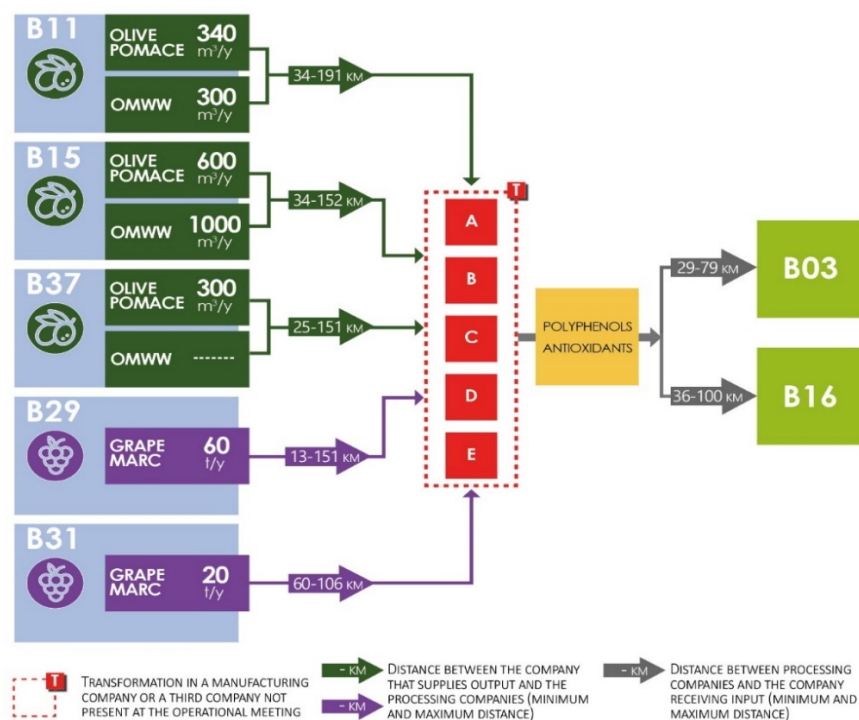 B11
OLIVE POMACE 340 m³/y
OMWW 300 m³/y
34-191 KM
B15
OLIVE POMACE 600 m³/y
OMWW 1000 m³/y
34-152 KM
B37
OLIVE POMACE 300 m³/y
OMWW -------
25-151 KM
B29
GRAPE MARC 60 t/y
13-151 KM
B31
GRAPE MARC 20 t/y
60-106 KM
T
A
B
C
D
E
POLYPHENOLS
ANTIOXIDANTS
29-79 KM
B03
36-100 KM
B16
T
TRANSFORMATION IN A MANUFACTURING
COMPANY OR A THIRD COMPANY NOT
PRESENT AT THE OPERATIONAL MEETING
- KM
- KM
DISTANCE BETWEEN THE COMPANY
THAT SUPPLIES OUTPUT AND THE
PROCESSING COMPANIES (MINIMUM
AND MAXIMUM DISTANCE)
- KM
DISTANCE BETWEEN PROCESSING
COMPANIES AND THE COMPANY
RECEIVING INPUT (MINIMUM AND
MAXIMUM DISTANCE)